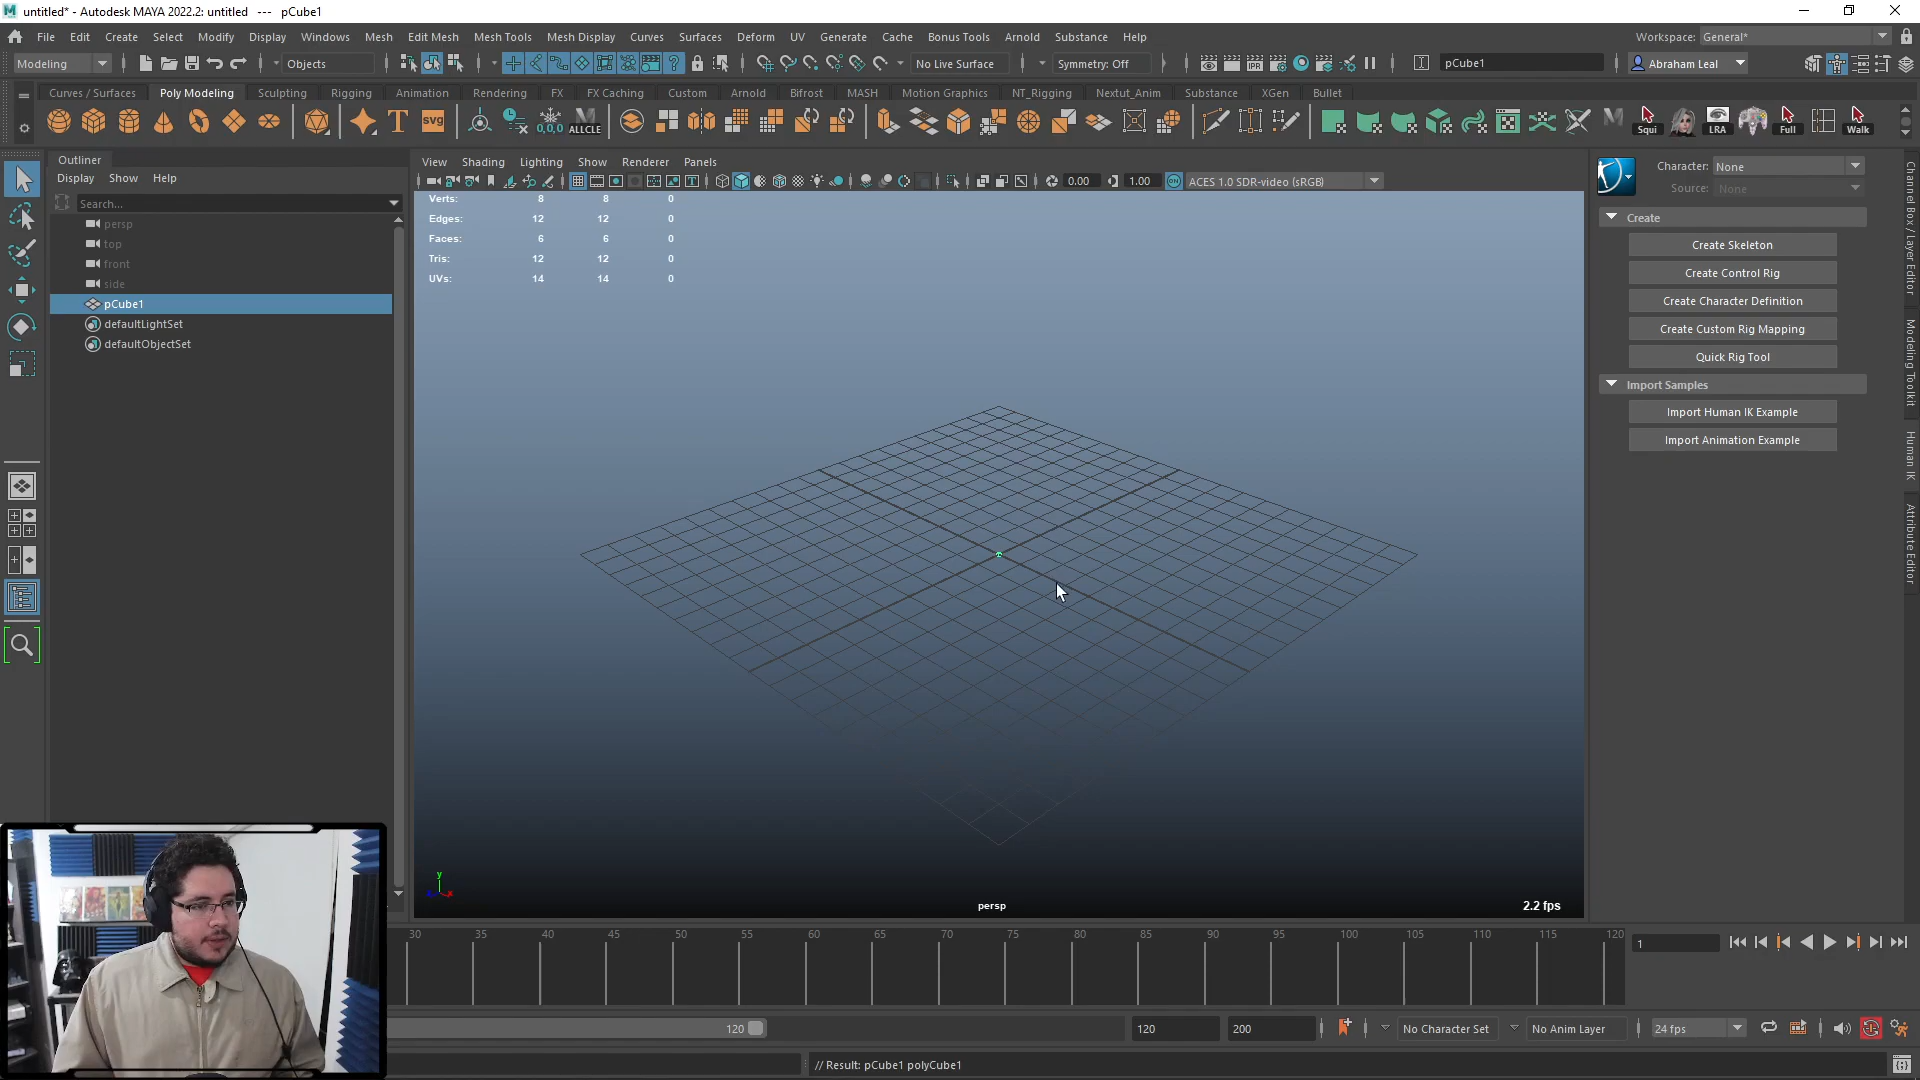 untitled* - Autodesk MAYA 2022.2: untitled --- pCube1
File Edit Create Select Modify Display Windows Mesh Edit Mesh Mesh Tools Mesh Display Curves Surfaces Deform UV Generate Cache Bonus Tools Arnold Substance Help
Workspace: General*
Modeling Objects No Live Surface Symmetry: Off pCube1 Abraham Leal
Curves / Surfaces Poly Modeling Sculpting Rigging Animation Rendering FX FX Caching Custom Arnold Bifrost MASH Motion Graphics NT_Rigging Nextut_Anim Substance XGen Bullet
T svg 0,0,0 ALLCLE M Squi LRA Full Walk
Outliner
Display Show Help
Search...
persp
top
front
side
pCube1
defaultLightSet
defaultObjectSet
View Shading Lighting Show Renderer Panels
0.00 1.00 ON ACES 1.0 SDR-video (sRGB)
Verts: 8 8 0
Edges: 12 12 0
Faces: 6 6 0
Tris: 12 12 0
UVs: 14 14 0
y
x
persp
2.2 fps
Character: None
Source: None
Create
Create Skeleton
Create Control Rig
Create Character Definition
Create Custom Rig Mapping
Quick Rig Tool
Import Samples
Import Human IK Example
Import Animation Example
Channel Box / Layer Editor
Modeling Toolkit
Human IK
Attribute Editor
30 35 40 45 50 55 60 65 70 75 80 85 90 95 100 105 110 115 120
1
120 120 200 No Character Set No Anim Layer 24 fps
// Result: pCube1 polyCube1